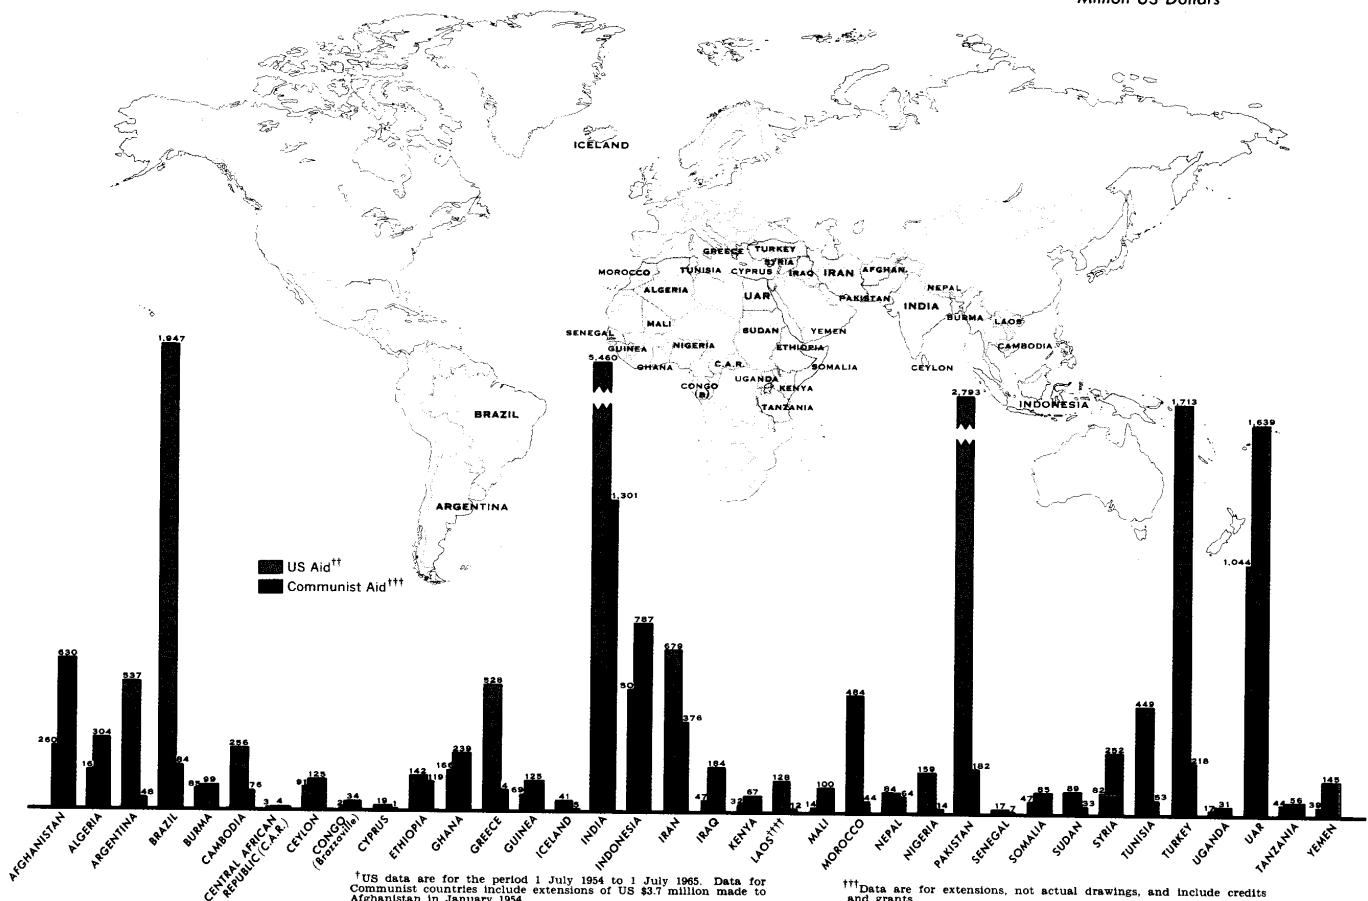 Million US Dollars
ICELAND
GREECE TURKEY
SYRIA
MOROCCO TUNISIA CYPRUS IRAQ IRAN AFGHAN.
ALGERIA UAR PAKISTAN INDIA NEPAL
MALI SUDAN YEMEN BURMA LAOS
SENEGAL GUINEA NIGERIA ETHIOPIA CAMBODIA
GHANA C.A.R. SOMALIA CEYLON
CONGO (B) UGANDA KENYA
TANZANIA INDONESIA
BRAZIL
ARGENTINA
US Aid††
Communist Aid†††
260 630
304
537 48
1,947 84
99
256 76
3 4
91 125
34
19 1
142 119
166 239
528 4
69 125
41 5
5,460 1,301
787
679 376
47 184
32 67
128 12
14 100
484 44
84 64
159 14
2,793 182
17 7
47 85
89 33
82 252
449 53
1,713 218
17 31
1,044 1,639
44 56
39 145
AFGHANISTAN
ALGERIA
ARGENTINA
BRAZIL
BURMA
CAMBODIA
CENTRAL AFRICAN
REPUBLIC (C.A.R.)
CEYLON
CONGO
(Brazzaville)
CYPRUS
ETHIOPIA
GHANA
GREECE
GUINEA
ICELAND
INDIA
INDONESIA
IRAN
IRAQ
KENYA
LAOS††††
MALI
MOROCCO
NEPAL
NIGERIA
PAKISTAN
SENEGAL
SOMALIA
SUDAN
SYRIA
TUNISIA
TURKEY
UGANDA
UAR
TANZANIA
YEMEN
†US data are for the period 1 July 1954 to 1 July 1965. Data for
Communist countries include extensions of US $3.7 million made to
Afghanistan in January 1954.
†††Data are for extensions, not actual drawings, and include credits
and grants.